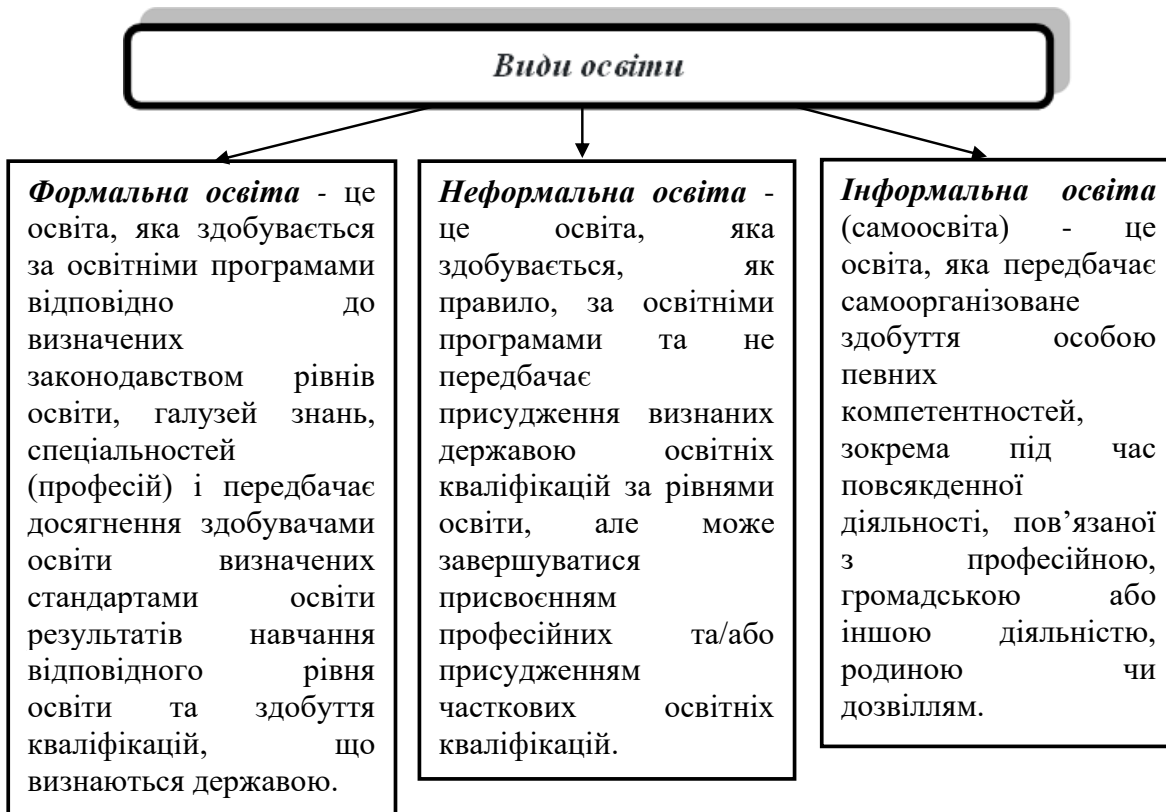 Види освіти
Формальна освіта - це
освіта, яка здобувається
за освітніми програмами
відповідно до
визначених
законодавством рівнів
освіти, галузей знань,
спеціальностей
(професій) і передбачає
досягнення здобувачами
освіти визначених
стандартами освіти
результатів навчання
відповідного рівня
освіти та здобуття
кваліфікацій, що
визнаються державою.
Неформальна освіта -
це освіта, яка
здобувається, як
правило, за освітніми
програмами та не
передбачає
присудження визнаних
державою освітніх
кваліфікацій за рівнями
освіти, але може
завершуватися
присвоєнням
професійних та/або
присудженням
часткових освітніх
кваліфікацій.
Інформальна освіта
(самоосвіта) - це
освіта, яка передбачає
самоорганізоване
здобуття особою
певних
компетентностей,
зокрема під час
повсякденної
діяльності, пов’язаної
з професійною,
громадською або
іншою діяльністю,
родиною чи
дозвіллям.